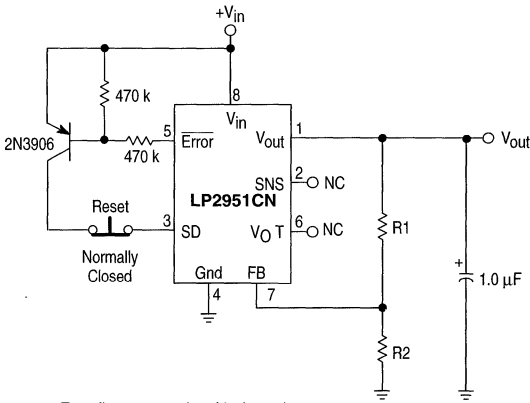 +Vin
470 k
8
Vin
2N3906
5
Error
470 k
Vout
1
Vout
SNS
2
NC
LP2951CN
Reset
3
SD
VO T
6
NC
R1
Normally
Closed
Gnd
FB
4
7
+
1.0 μF
R2